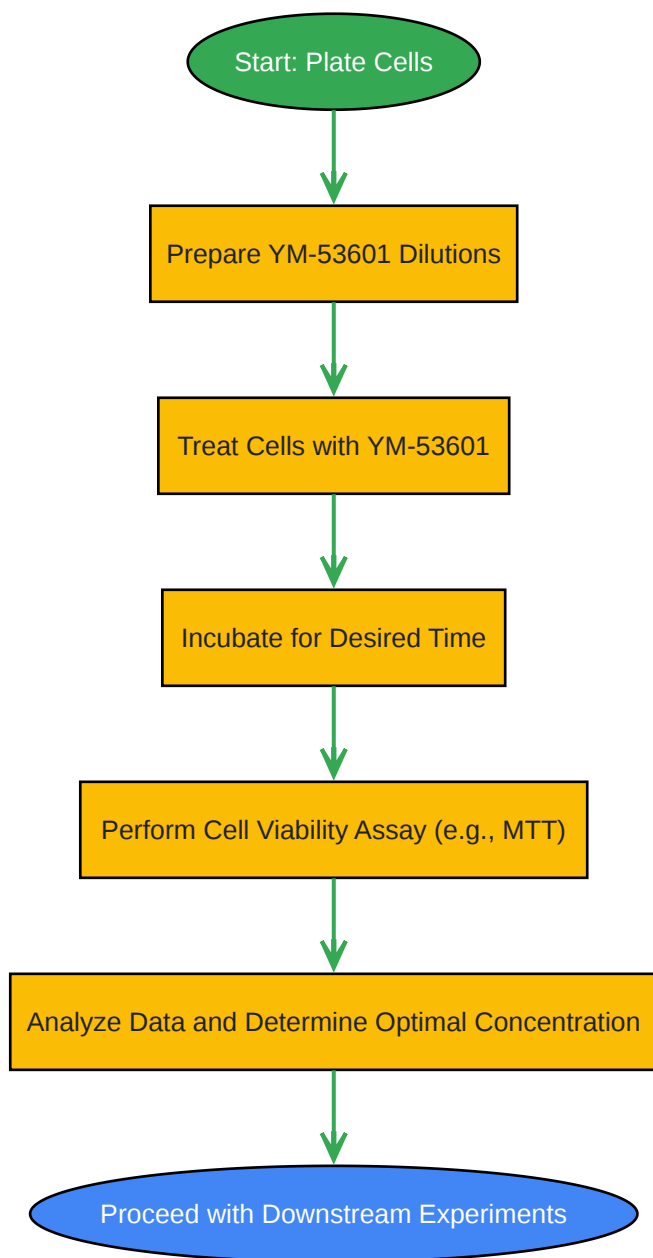 Start: Plate Cells
Prepare YM-53601 Dilutions
Treat Cells with YM-53601
Incubate for Desired Time
Perform Cell Viability Assay (e.g., MTT)
Analyze Data and Determine Optimal Concentration
Proceed with Downstream Experiments